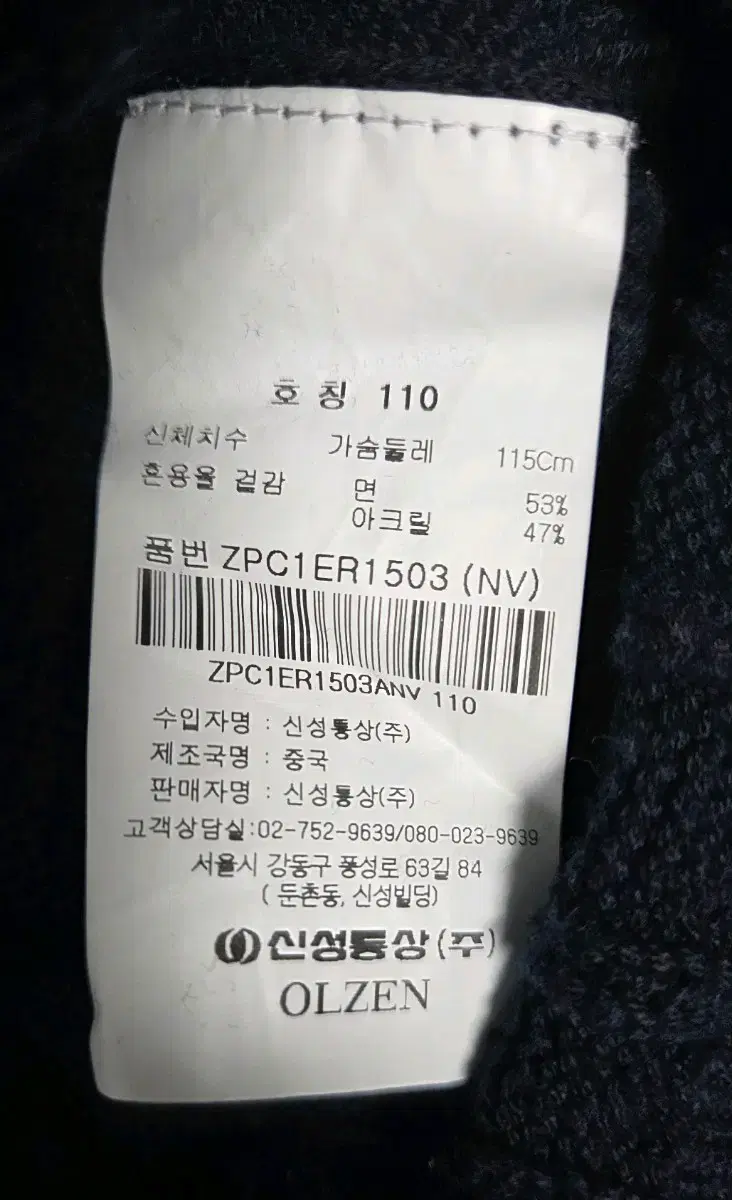 호 칭 110
신체치수 가슴둘레 115Cm
혼용율 겉감 면 53%
아크릴 47%
품번 ZPC1ER1503 (NV)
ZPC1ER1503ANV 110
수입자명 : 신성통상(주)
제조국명 : 중국
판매자명 : 신성통상(주)
고객상담실:02-752-9639/080-023-9639
서울시 강동구 풍성로 63길 84
( 둔촌동, 신성빌딩)
신성통상(주)
OLZEN